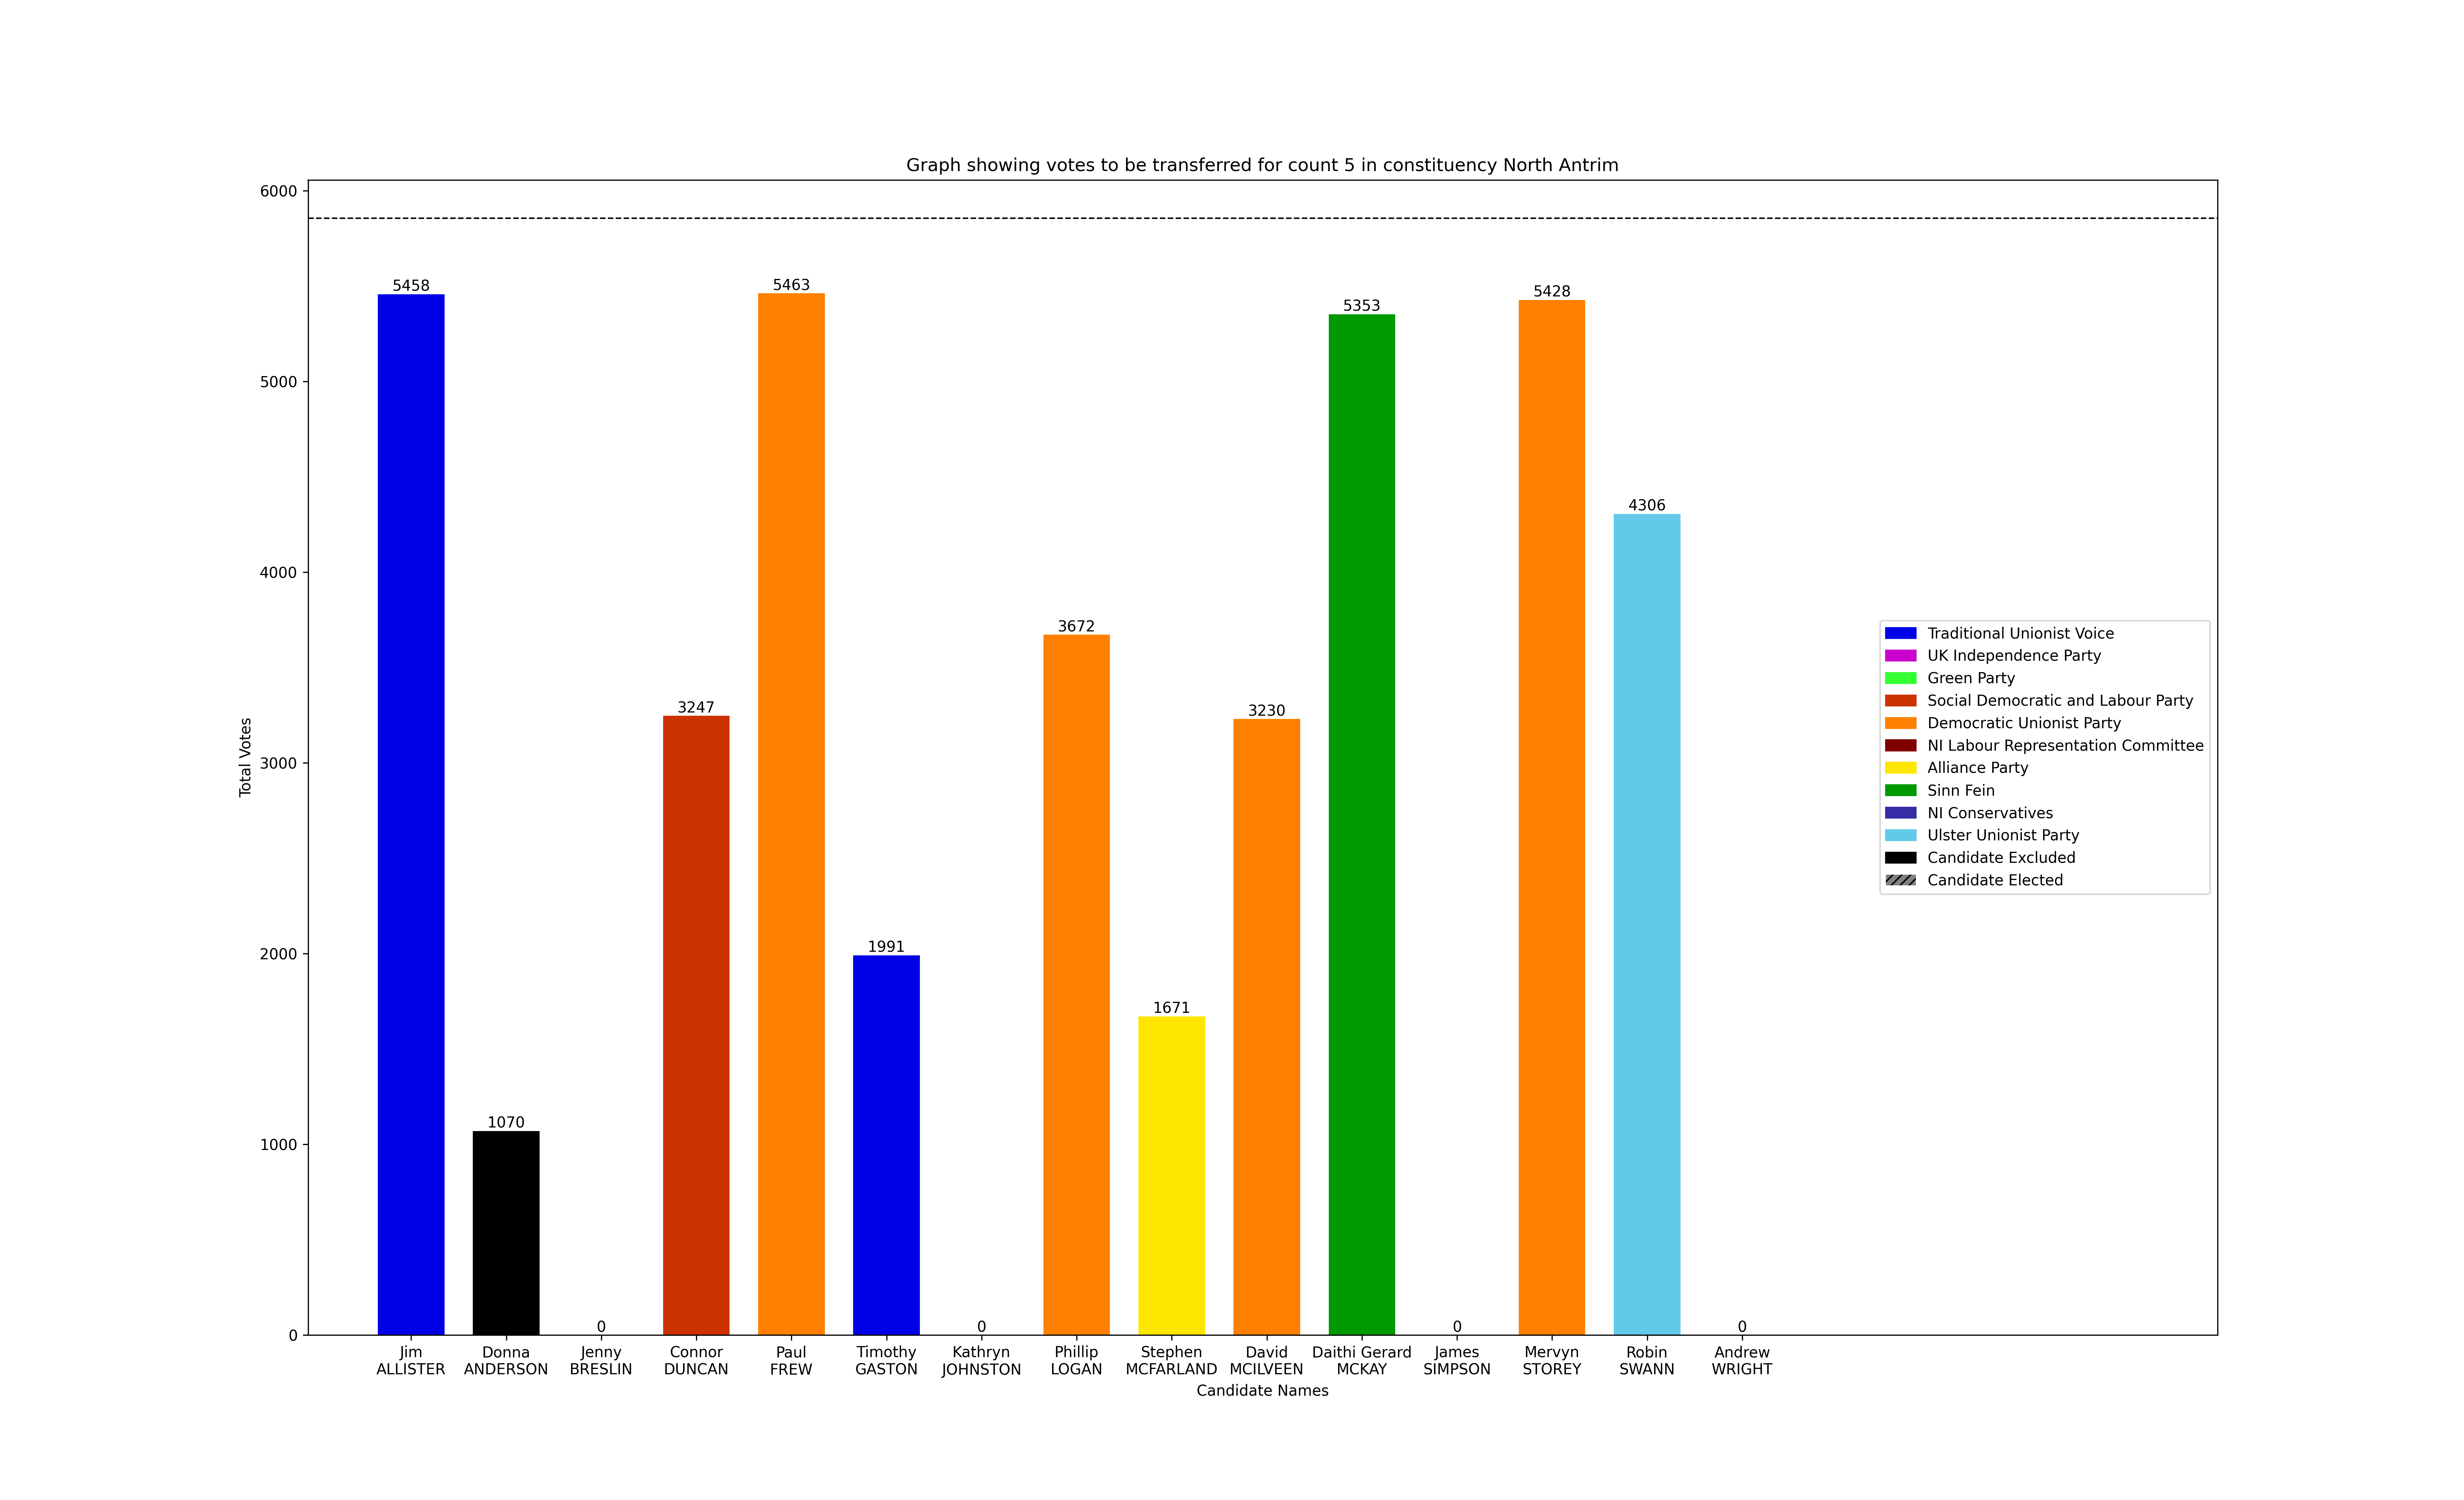 Graph showing votes to be transferred for count 5 in constituency North Antrim
6000
5000
4000
3000
2000
1000
0
Total Votes
5458
1070
0
3247
5463
1991
0
3672
1671
3230
5353
0
5428
4306
0
Jim
ALLISTER
Donna
ANDERSON
Jenny
BRESLIN
Connor
DUNCAN
Paul
FREW
Timothy
GASTON
Kathryn
JOHNSTON
Phillip
LOGAN
Stephen
MCFARLAND
David
MCILVEEN
Daithi Gerard
MCKAY
James
SIMPSON
Mervyn
STOREY
Robin
SWANN
Andrew
WRIGHT
Candidate Names
Traditional Unionist Voice
UK Independence Party
Green Party
Social Democratic and Labour Party
Democratic Unionist Party
NI Labour Representation Committee
Alliance Party
Sinn Fein
NI Conservatives
Ulster Unionist Party
Candidate Excluded
Candidate Elected